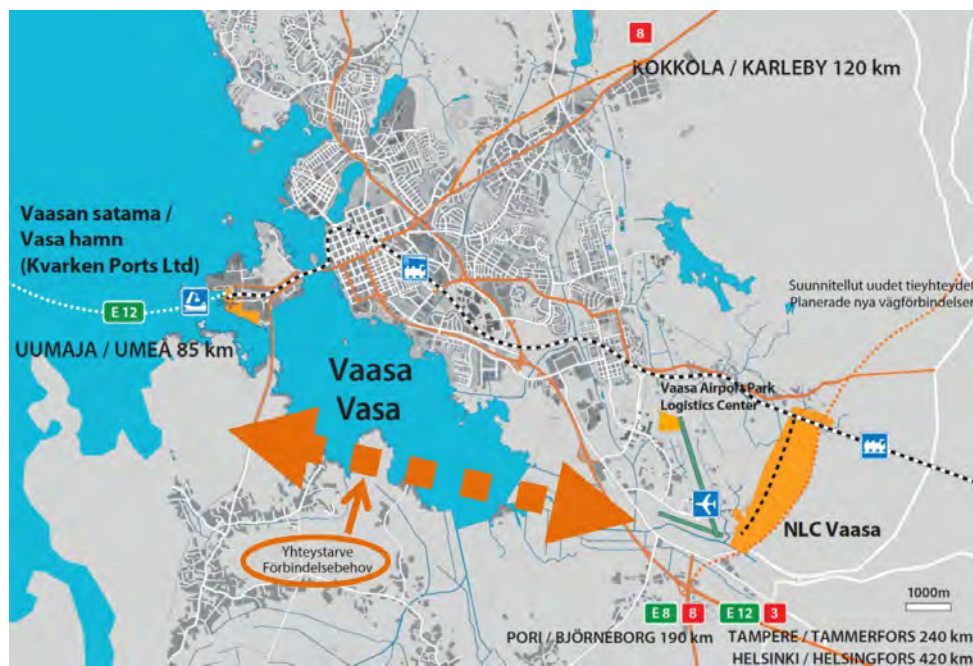 8
KOKKOLA / KARLEBY 120 km
Vaasan satama /
Vasa hamn
(Kvarken Ports Ltd)
E 12
UUMAJA / UMEÅ 85 km
Suunnitellut uudet tieyhteydet
Planerade nya vägförbindelser
Vaasa
Vasa
Vaasa Airport Park
Logistics Center
NLC Vaasa
Yhteystarve
Förbindelsebehov
1000m
E 8 8 E 12 3
PORI / BJÖRNEBORG 190 km TAMPERE / TAMMERFORS 240 km
HELSINKI / HELSINGFORS 420 km